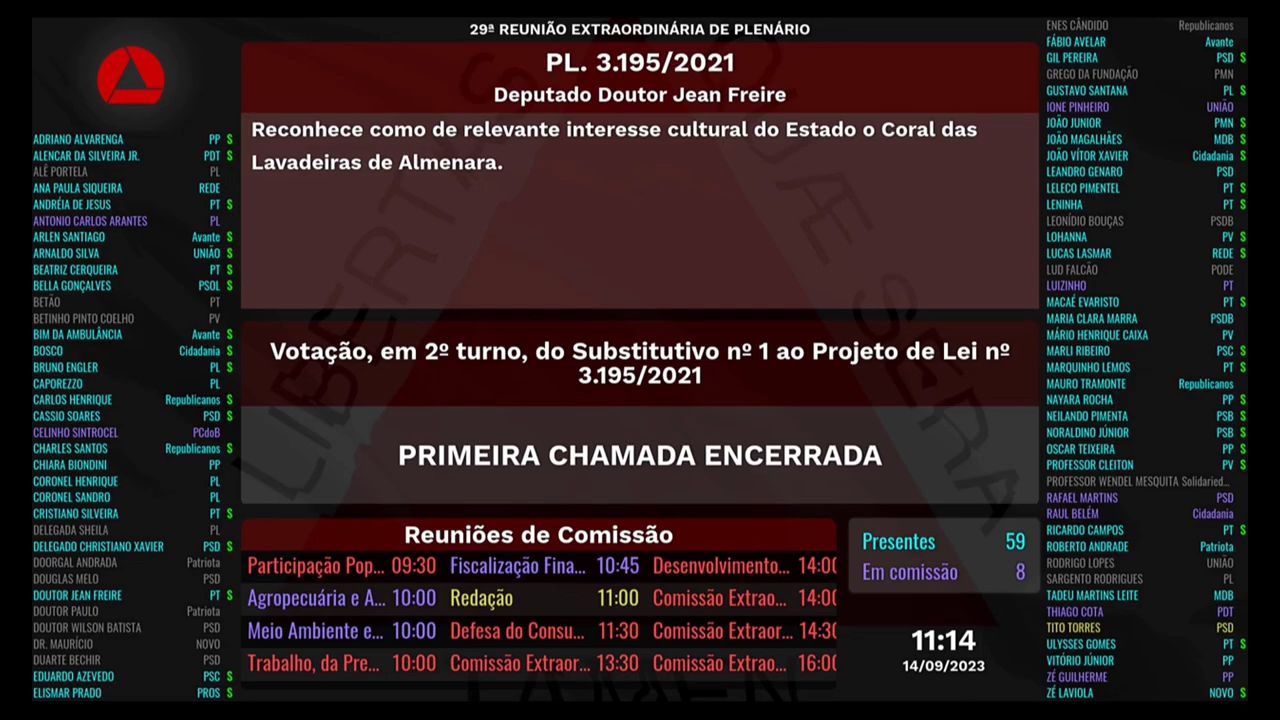 29ª REUNIÃO EXTRAORDINÁRIA DE PLENÁRIO
PL. 3.195/2021
Deputado Doutor Jean Freire
Reconhece como de relevante interesse cultural do Estado o Coral das
Lavadeiras de Almenara.
Votação, em 2º turno, do Substitutivo nº 1 ao Projeto de Lei nº
3.195/2021
PRIMEIRA CHAMADA ENCERRADA
Reuniões de Comissão
Participação Pop... 09:30 Fiscalização Fina... 10:45 Desenvolvimento... 14:00
Agropecuária e A... 10:00 Redação 11:00 Comissão Extrao... 14:00
Meio Ambiente e... 10:00 Defesa do Consu... 11:30 Comissão Extraor... 14:30
Trabalho, da Pre... 10:00 Comissão Extraor... 13:30 Comissão Extrao... 16:00
Presentes 59
Em comissão 8
11:14
14/09/2023
ADRIANO ALVARENGA PP S
ALENCAR DA SILVEIRA JR. PDT S
ALÊ PORTELA PL
ANA PAULA SIQUEIRA REDE
ANDRÉIA DE JESUS PT S
ANTONIO CARLOS ARANTES PL
ARLEN SANTIAGO Avante S
ARNALDO SILVA UNIÃO S
BEATRIZ CERQUEIRA PT S
BELLA GONÇALVES PSOL S
BETÃO PT
BETINHO PINTO COELHO PV
BIM DA AMBULÂNCIA Avante S
BOSCO Cidadania S
BRUNO ENGLER PL S
CAPOREZZO PL
CARLOS HENRIQUE Republicanos S
CASSIO SOARES PSD S
CELINHO SINTROCEL PCdoB
CHARLES SANTOS Republicanos S
CHIARA BIONDINI PP
CORONEL HENRIQUE PL
CORONEL SANDRO PL
CRISTIANO SILVEIRA PT S
DELEGADA SHEILA PL
DELEGADO CHRISTIANO XAVIER PSD S
DOORGAL ANDRADA Patriota
DOUGLAS MELO PSD
DOUTOR JEAN FREIRE PT S
DOUTOR PAULO Patriota
DOUTOR WILSON BATISTA PSD
DR. MAURÍCIO NOVO
DUARTE BECHIR PSD
EDUARDO AZEVEDO PSC S
ELISMAR PRADO PROS S
ENES CÂNDIDO Republicanos
FÁBIO AVELAR Avante
GIL PEREIRA PSD S
GREGO DA FUNDAÇÃO PMN
GUSTAVO SANTANA PL S
IONE PINHEIRO UNIÃO
JOÃO JUNIOR PMN S
JOÃO MAGALHÃES MDB S
JOÃO VÍTOR XAVIER Cidadania S
LEANDRO GENARO PSD
LELECO PIMENTEL PT S
LENINHA PT S
LEONÍDIO BOUÇAS PSDB
LOHANNA PV S
LUCAS LASMAR REDE S
LUD FALCÃO PODE
LUIZINHO PT
MACAÉ EVARISTO PT S
MARIA CLARA MARRA PSDB
MÁRIO HENRIQUE CAIXA PV
MARLI RIBEIRO PSC S
MARQUINHO LEMOS PT S
MAURO TRAMONTE Republicanos
NAYARA ROCHA PP S
NEILANDO PIMENTA PSB S
NORALDINO JÚNIOR PSB S
OSCAR TEIXEIRA PP S
PROFESSOR CLEITON PV S
PROFESSOR WENDEL MESQUITA Solidaried...
RAFAEL MARTINS PSD
RAUL BELÉM Cidadania
RICARDO CAMPOS PT S
ROBERTO ANDRADE Patriota
RODRIGO LOPES UNIÃO
SARGENTO RODRIGUES PL
TADEU MARTINS LEITE MDB
THIAGO COTA PDT
TITO TORRES PSD
ULYSSES GOMES PT S
VITÓRIO JÚNIOR PP
ZÉ GUILHERME PP
ZÉ LAVIOLA NOVO S